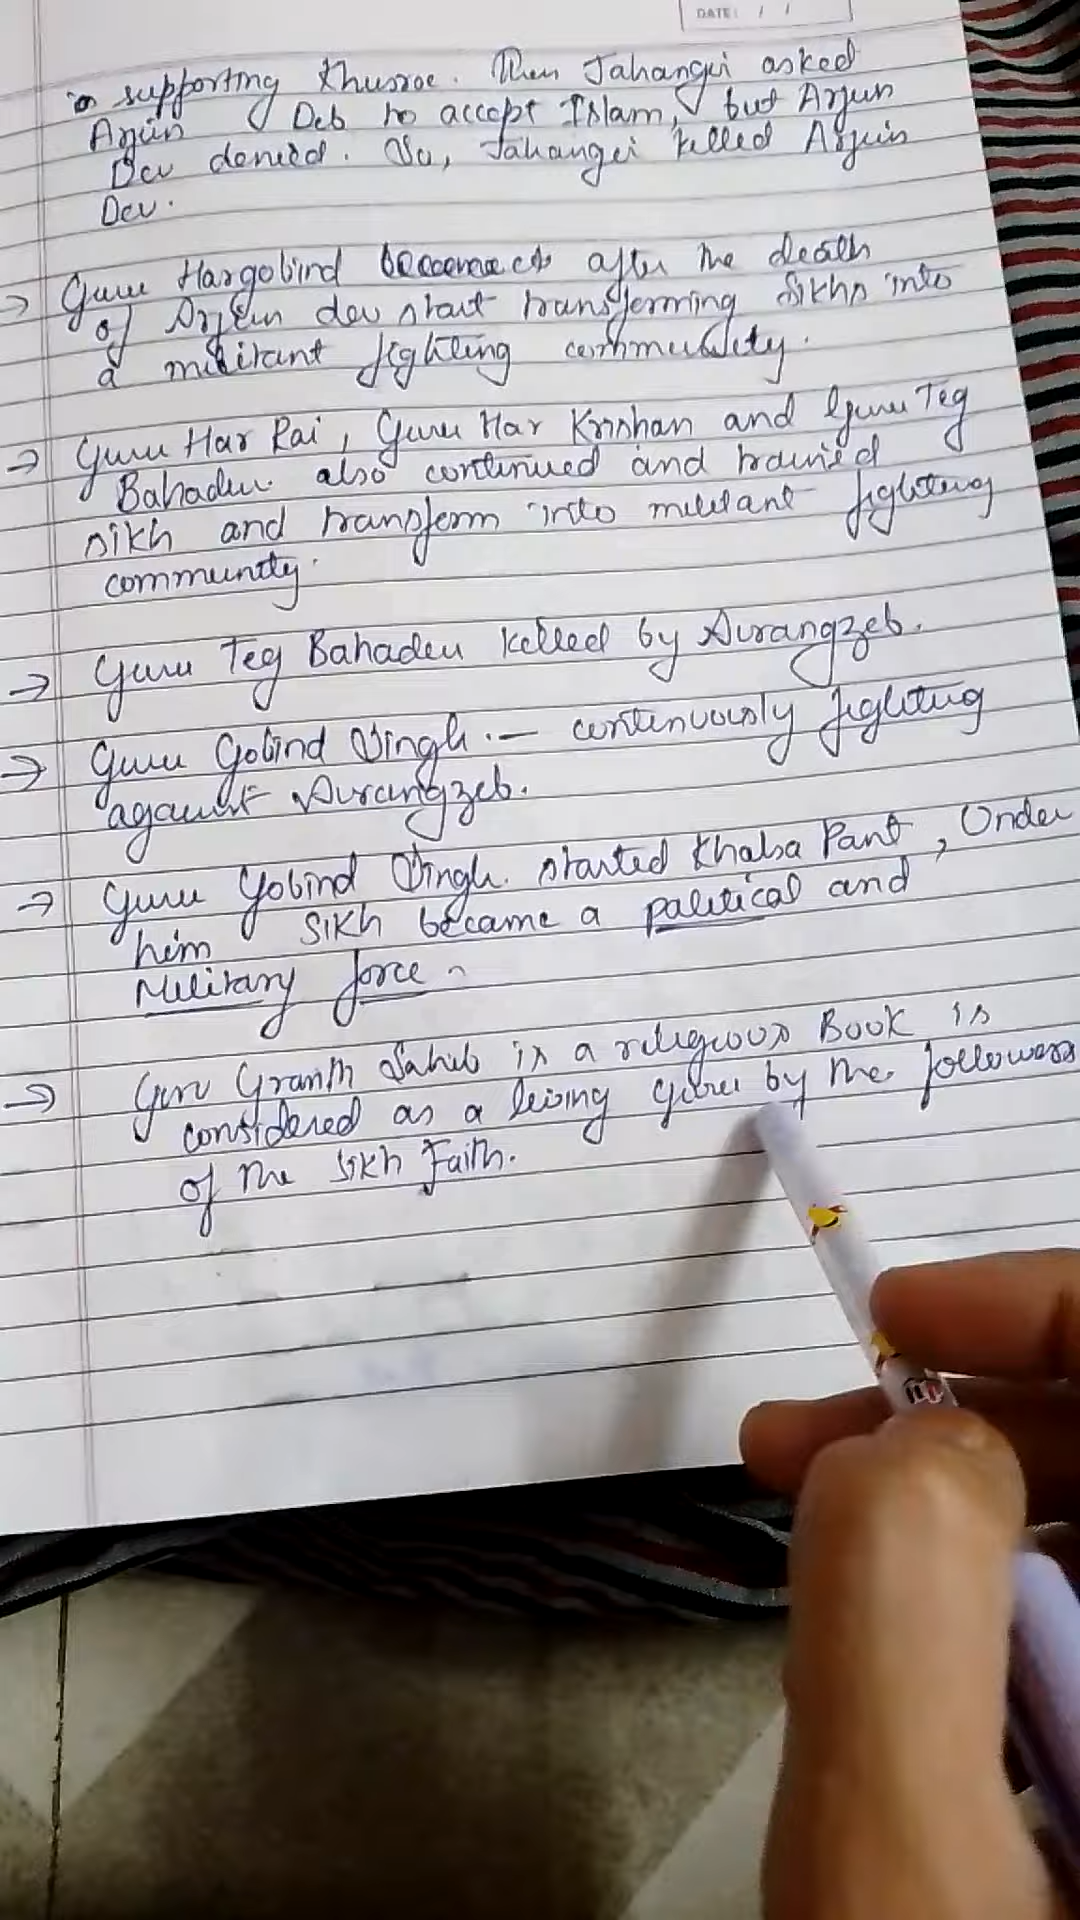 DATE: / /
supporting Khusroe. Then Jahangir asked
Arjun Deb to accept Islam, but Arjun
Dev denied. So, Jahangir killed Arjun
Dev.
→ Guru Hargobind after the death
of Arjun dev start transferming Sikhs into
a militant fighting community.
→ Guru Har Rai, Guru Har Krishan and Guru Teg
Bahadur also continued and trained
sikh and transform into militant fighting
community.
→ Guru Teg Bahadur killed by Aurangzeb.
→ Guru Gobind Singh. — continuously fighting
against Aurangzeb.
→ Guru Gobind Singh. started Khalsa Pant, Under
him Sikh became a political and
Military force.
→ Guru Granth Sahib is a religious Book is
considered as a living guru by the followers
of the Sikh Faith.